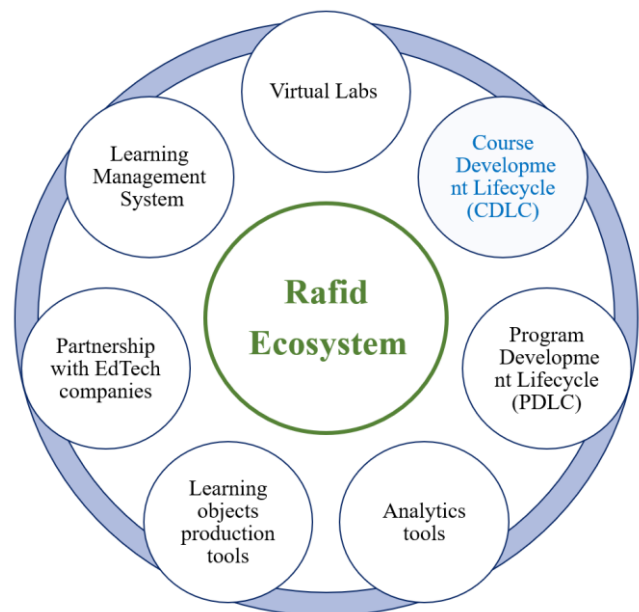 Virtual Labs
Course
Developme
nt Lifecycle
(CDLC)
Program
Developme
nt Lifecycle
(PDLC)
Analytics
tools
Learning
objects
production
tools
Partnership
with EdTech
companies
Learning
Management
System
Rafid
Ecosystem